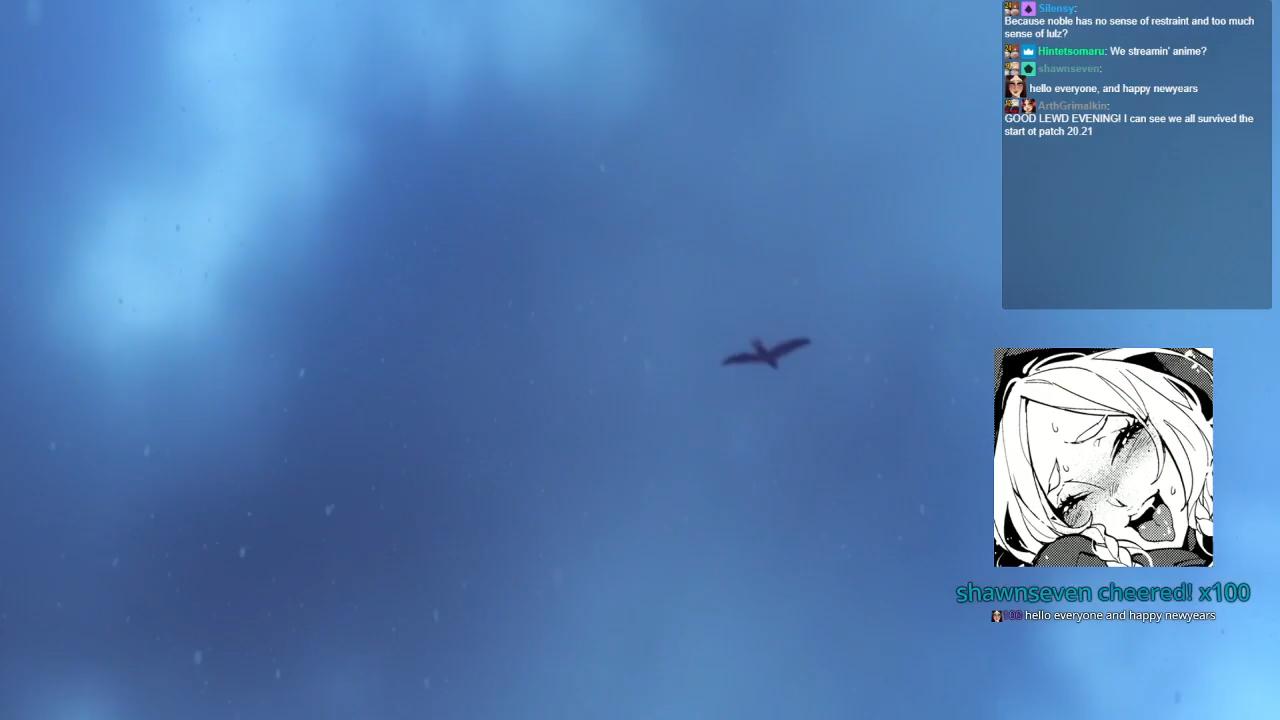 Silensy:
Because noble has no sense of restraint and too much
sense of lulz?
Hintetsomaru: We streamin' anime?
shawnseven:
hello everyone, and happy newyears
ArthGrimalkin:
GOOD LEWD EVENING! I can see we all survived the
start ot patch 20.21
shawnseven cheered! x100
100 hello everyone and happy newyears